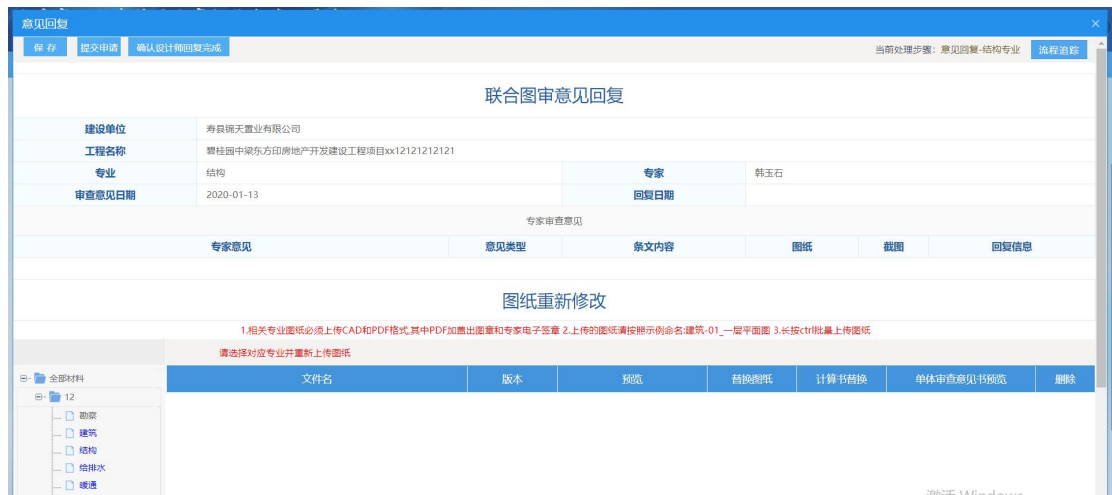 意见回复 ×
保 存 提交申请 确认设计师回复完成 当前处理步骤：意见回复-结构专业 流程追踪
联合图审意见回复
建设单位 寿县锦天置业有限公司
工程名称 碧桂园中梁东方印房地产开发建设工程项目xx12121212121
专业 结构 专家 韩玉石
审查意见日期 2020-01-13 回复日期
专家审查意见
专家意见 意见类型 条文内容 图纸 截图 回复信息
图纸重新修改
1.相关专业图纸必须上传CAD和PDF格式,其中PDF加盖出图章和专家电子签章 2.上传的图纸请按照示例命名:建筑-01_一层平面图 3.长按ctrl批量上传图纸
请选择对应专业并重新上传图纸
全部材料 文件名 版本 预览 替换图纸 计算书替换 单体审查意见书预览 删除
12
勘察
建筑
结构
给排水
暖通
激活 Windows